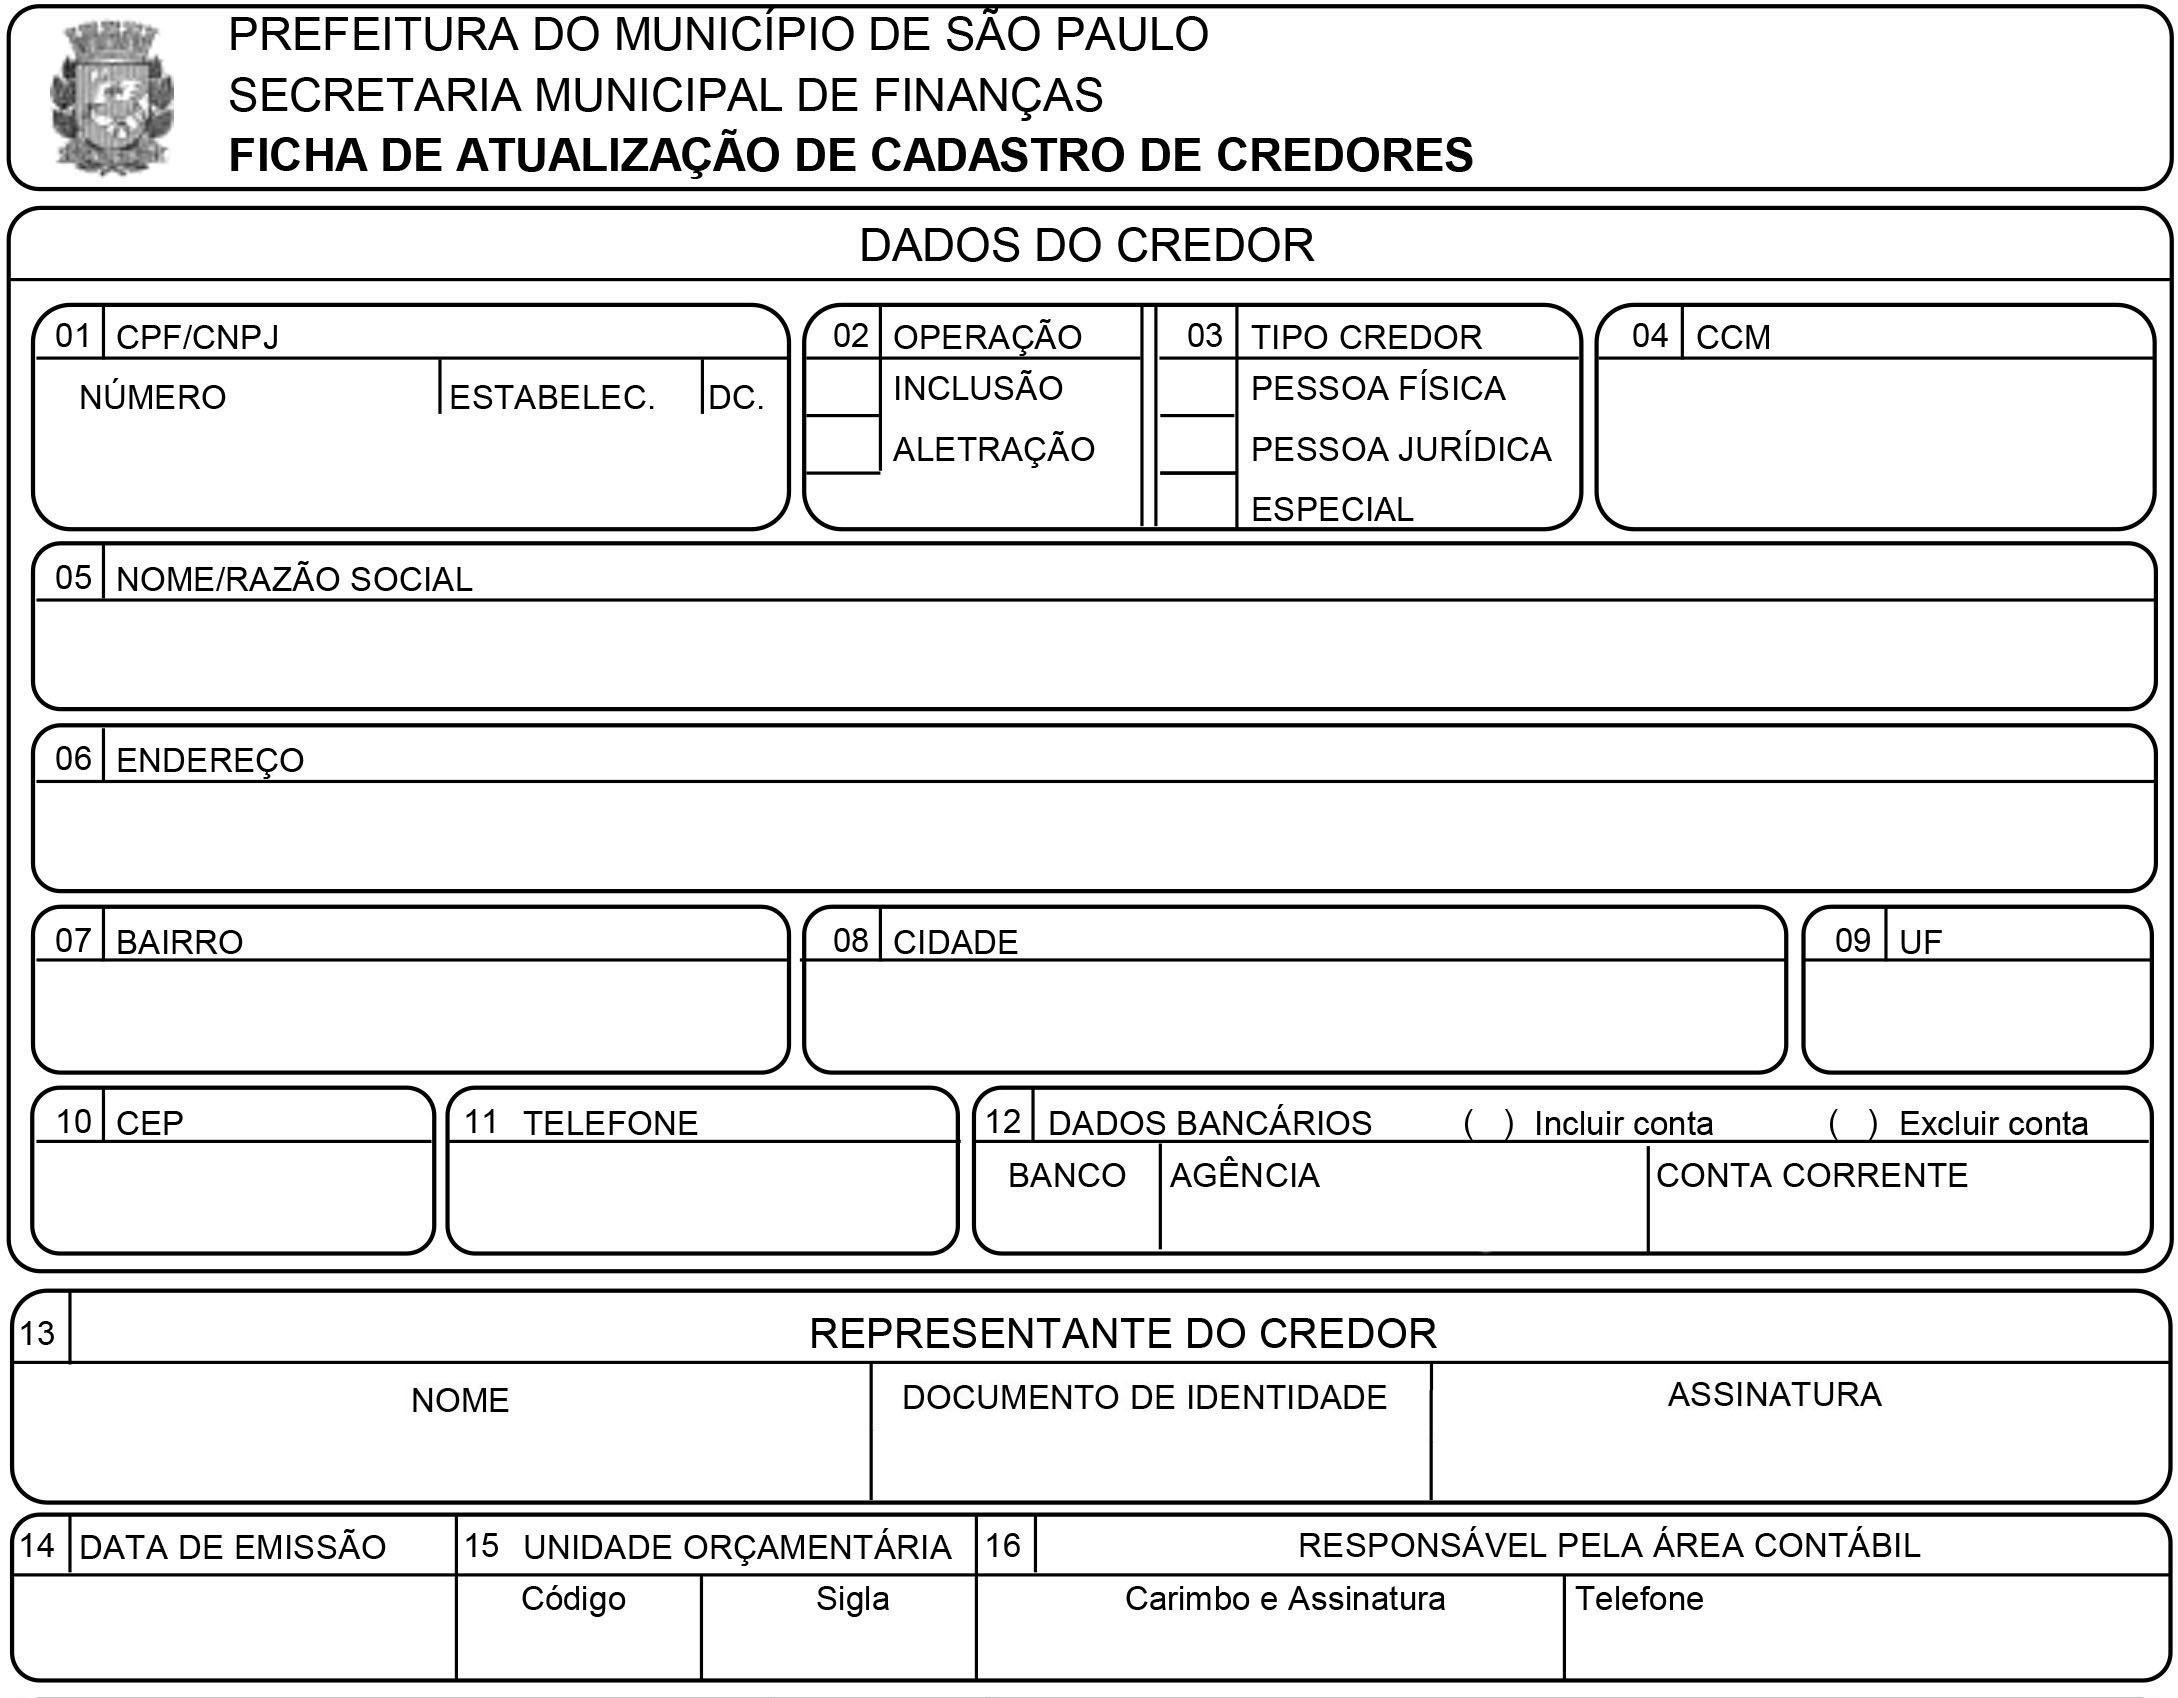 PREFEITURA DO MUNICÍPIO DE SÃO PAULO
SECRETARIA MUNICIPAL DE FINANÇAS
FICHA DE ATUALIZAÇÃO DE CADASTRO DE CREDORES
DADOS DO CREDOR
01 CPF/CNPJ
NÚMERO ESTABELEC. DC.
02 OPERAÇÃO
INCLUSÃO
ALETRAÇÃO
03 TIPO CREDOR
PESSOA FÍSICA
PESSOA JURÍDICA
ESPECIAL
04 CCM
05 NOME/RAZÃO SOCIAL
06 ENDEREÇO
07 BAIRRO
08 CIDADE
09 UF
10 CEP
11 TELEFONE
12 DADOS BANCÁRIOS ( ) Incluir conta ( ) Excluir conta
BANCO AGÊNCIA CONTA CORRENTE
13 REPRESENTANTE DO CREDOR
NOME DOCUMENTO DE IDENTIDADE ASSINATURA
14 DATA DE EMISSÃO
15 UNIDADE ORÇAMENTÁRIA
Código Sigla
16 RESPONSÁVEL PELA ÁREA CONTÁBIL
Carimbo e Assinatura Telefone